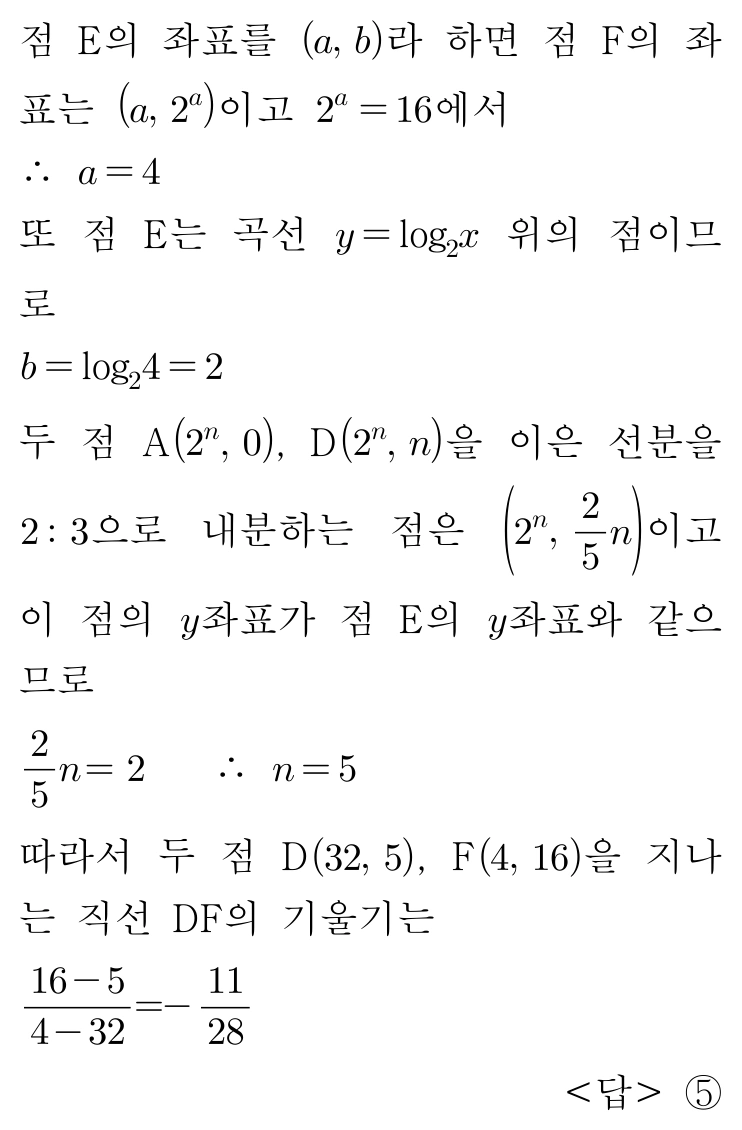 점 E의 좌표를 (a, b)라 하면 점 F의 좌
표는 (a, 2^a)이고 2^a = 16에서
∴ a = 4
또 점 E는 곡선 y = log₂x 위의 점이므
로
b = log₂4 = 2
두 점 A(2^n, 0), D(2^n, n)을 이은 선분을
2 : 3으로 내분하는 점은 (2^n, 2/5 n)이고
이 점의 y좌표가 점 E의 y좌표와 같으
므로
2/5 n = 2 ∴ n = 5
따라서 두 점 D(32, 5), F(4, 16)을 지나
는 직선 DF의 기울기는
(16 − 5)/(4 − 32) = − 11/28
<답> ⑤